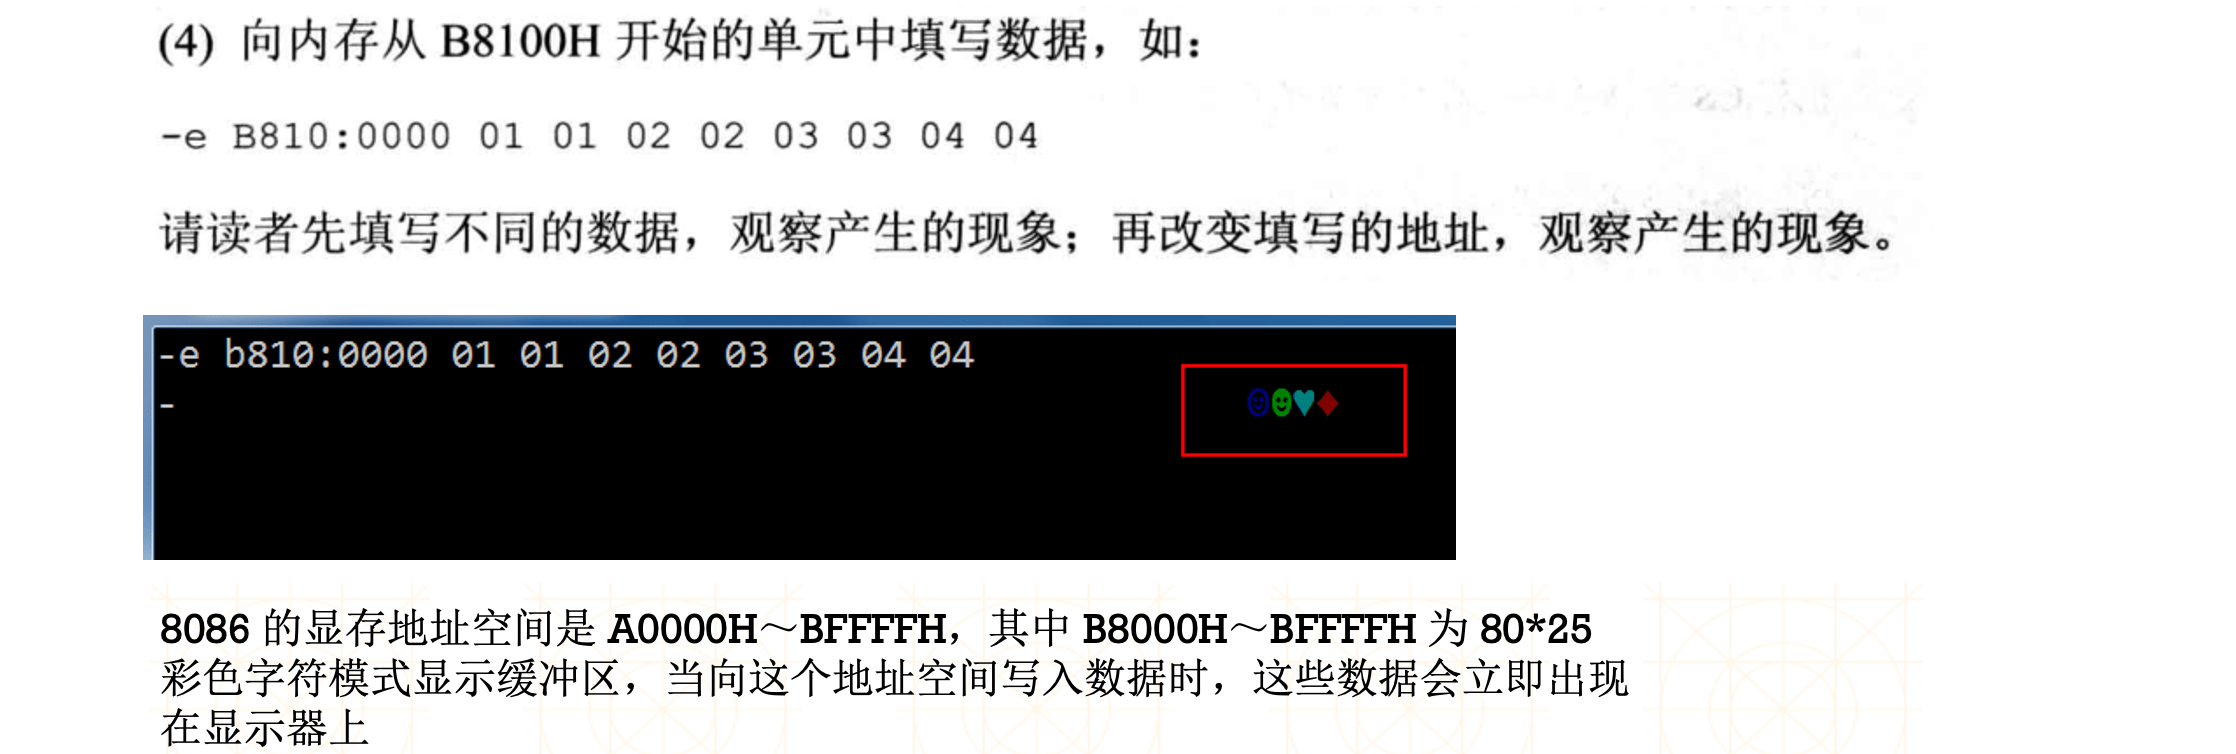 (4) 向内存从 B8100H 开始的单元中填写数据，如：
-e B810:0000 01 01 02 02 03 03 04 04
请读者先填写不同的数据，观察产生的现象；再改变填写的地址，观察产生的现象。
-e b810:0000 01 01 02 02 03 03 04 04
-
8086 的显存地址空间是 A0000H～BFFFFH，其中 B8000H～BFFFFH 为 80*25
彩色字符模式显示缓冲区，当向这个地址空间写入数据时，这些数据会立即出现
在显示器上